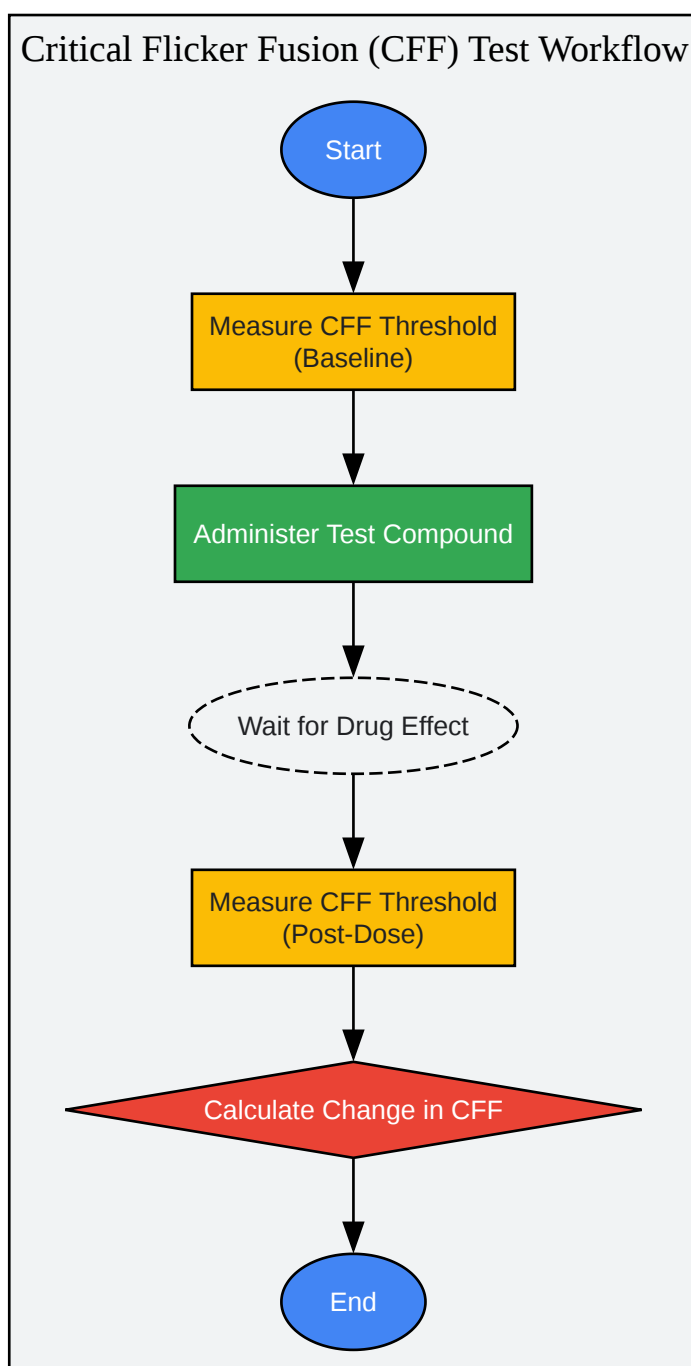 Critical Flicker Fusion (CFF) Test Workflow
Start
Measure CFF Threshold
(Baseline)
Administer Test Compound
Wait for Drug Effect
Measure CFF Threshold
(Post-Dose)
Calculate Change in CFF
End